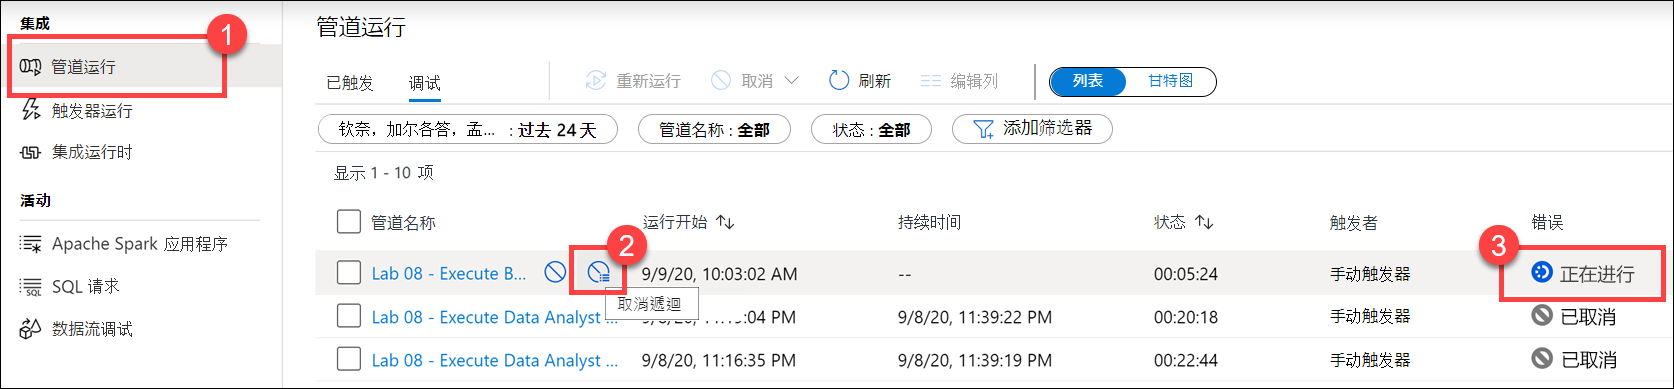 集成
1
管道运行
触发器运行
集成运行时
活动
Apache Spark 应用程序
SQL 请求
数据流调试
管道运行
已触发 调试 重新运行 取消 刷新 编辑列 列表 甘特图
钦奈，加尔各答，孟... : 过去 24 天 管道名称 : 全部 状态 : 全部 添加筛选器
显示 1 - 10 项
管道名称 运行开始 持续时间 状态 触发者 错误
2 3
Lab 08 - Execute B... 9/9/20, 10:03:02 AM -- 00:05:24 手动触发器 正在进行
取消遞迴
Lab 08 - Execute Data Analyst ... :04 PM 9/8/20, 11:39:22 PM 00:20:18 手动触发器 已取消
Lab 08 - Execute Data Analyst ... 9/8/20, 11:16:35 PM 9/8/20, 11:39:19 PM 00:22:44 手动触发器 已取消